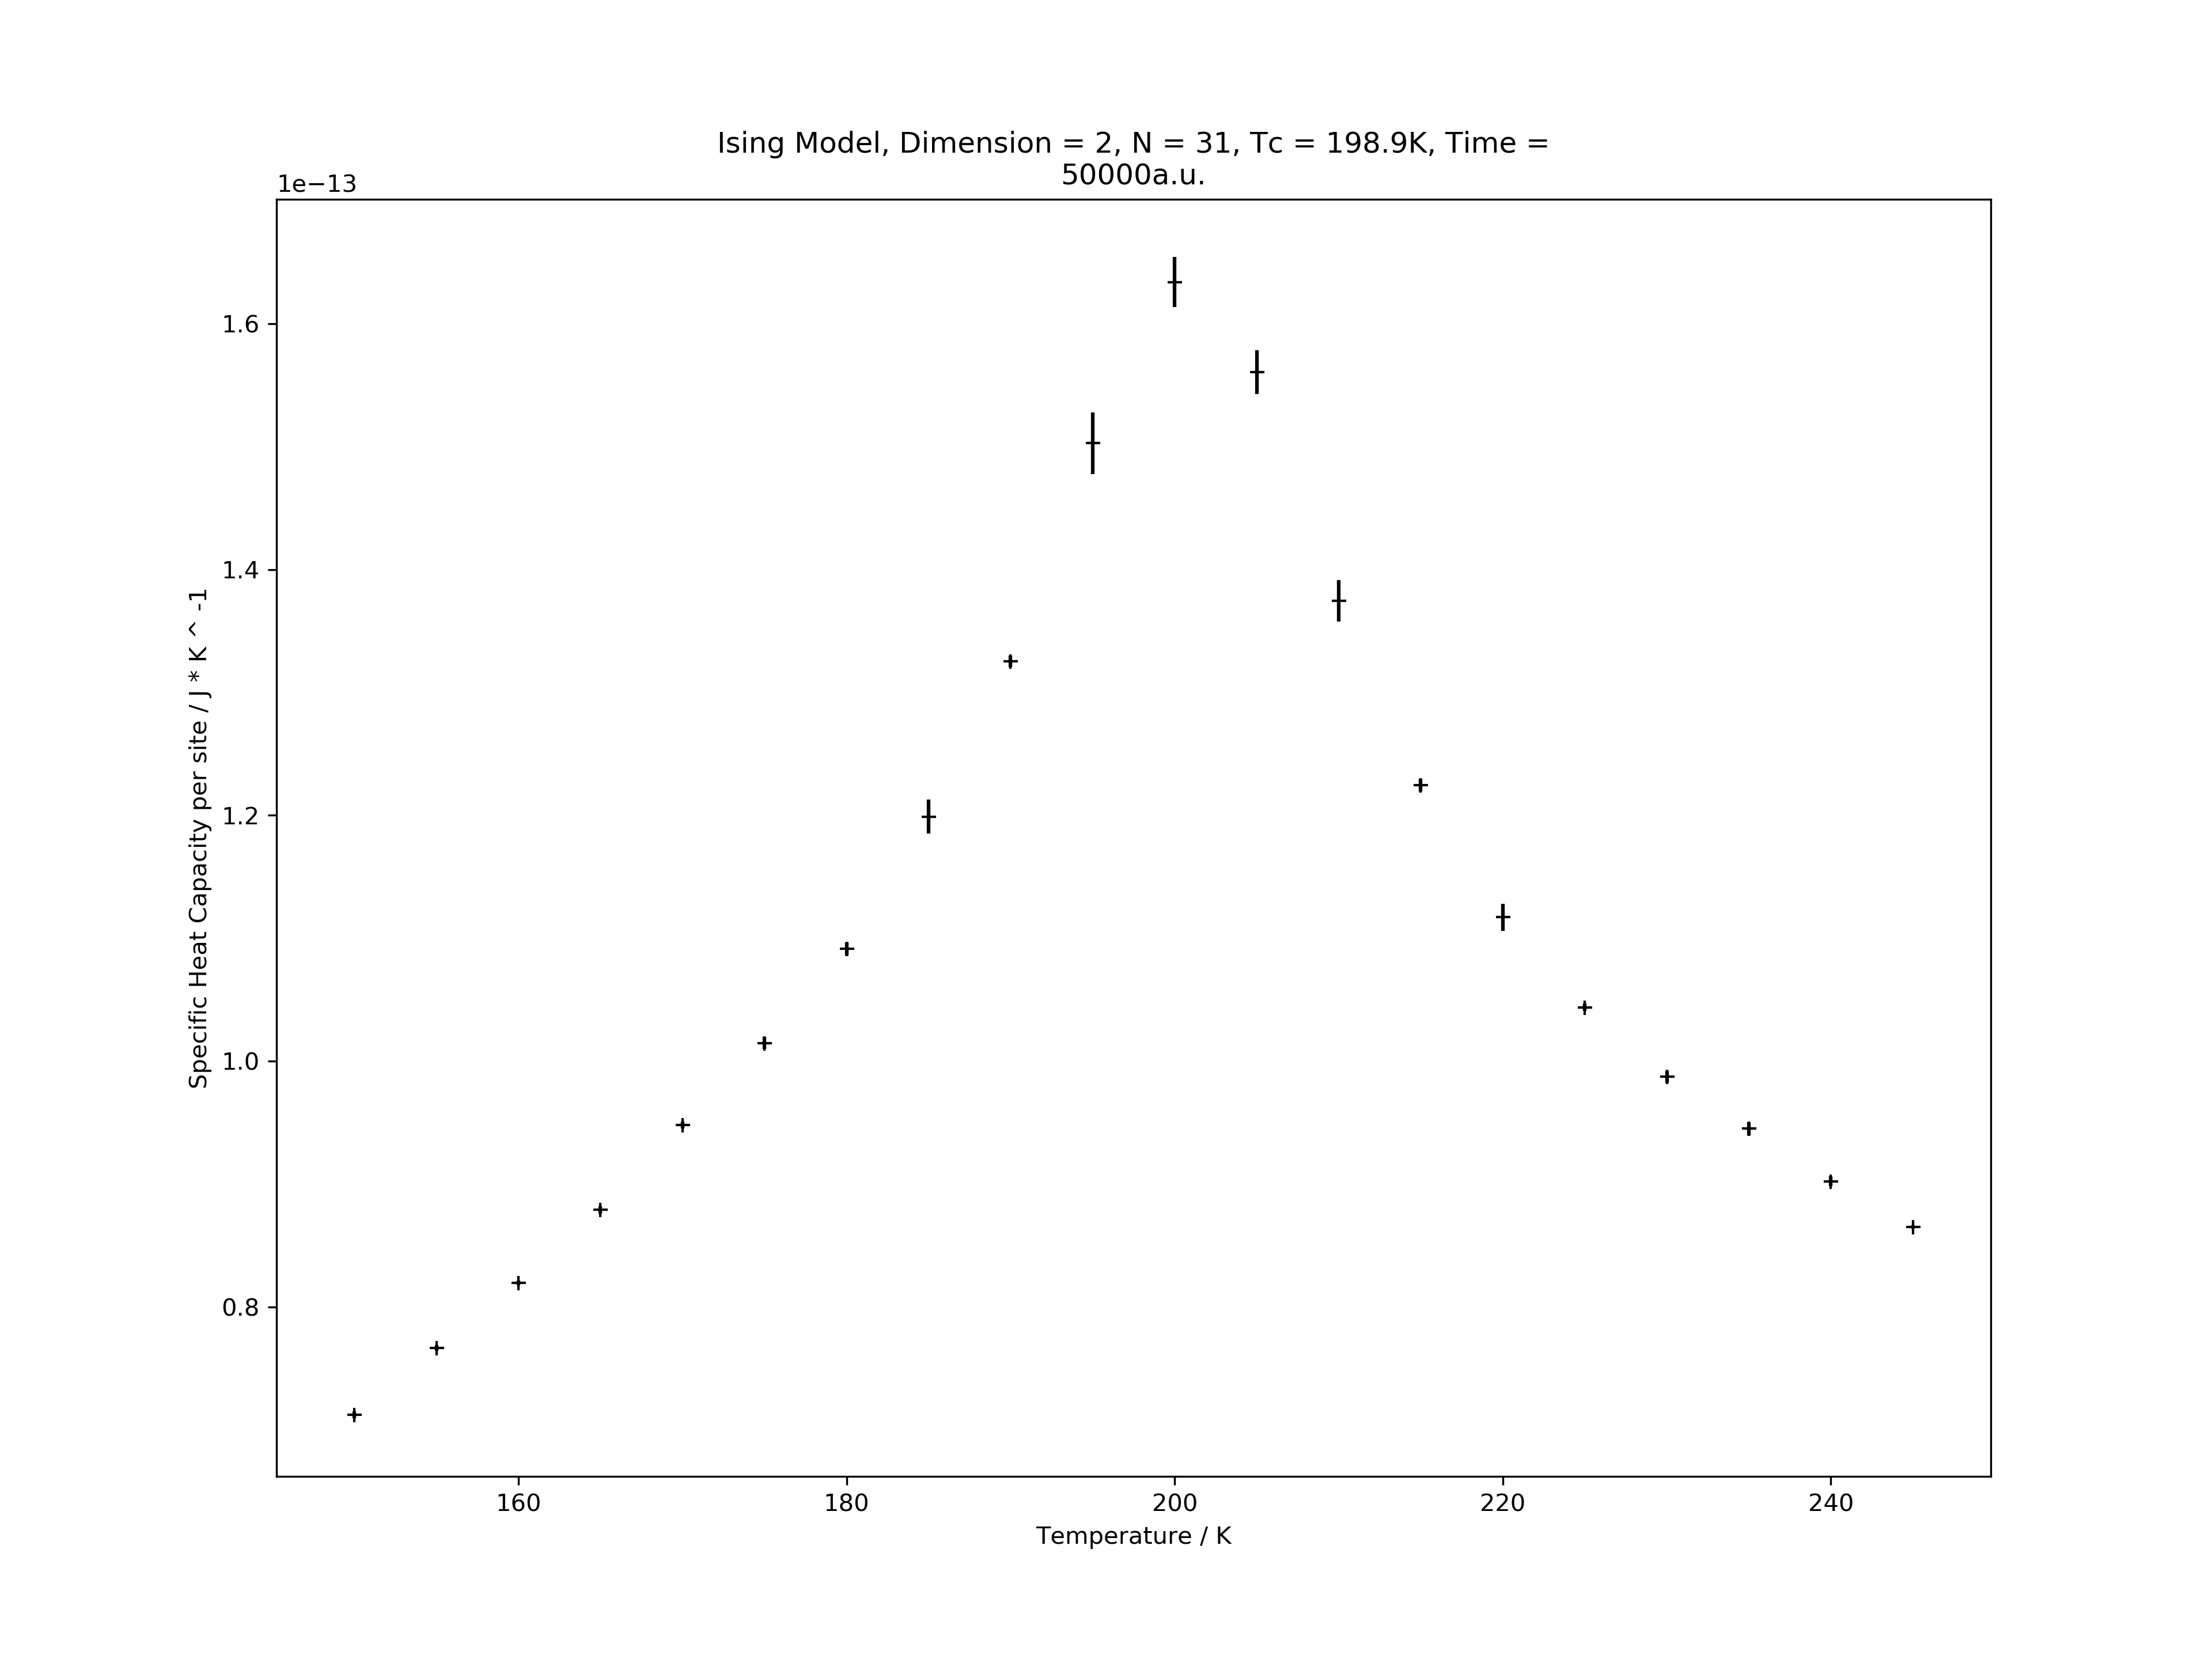 Ising Model, Dimension = 2, N = 31, Tc = 198.9K, Time =
50000a.u.
1e−13
1.6
1.4
1.2
1.0
0.8
Specific Heat Capacity per site / J * K ^ -1
160 180 200 220 240
Temperature / K